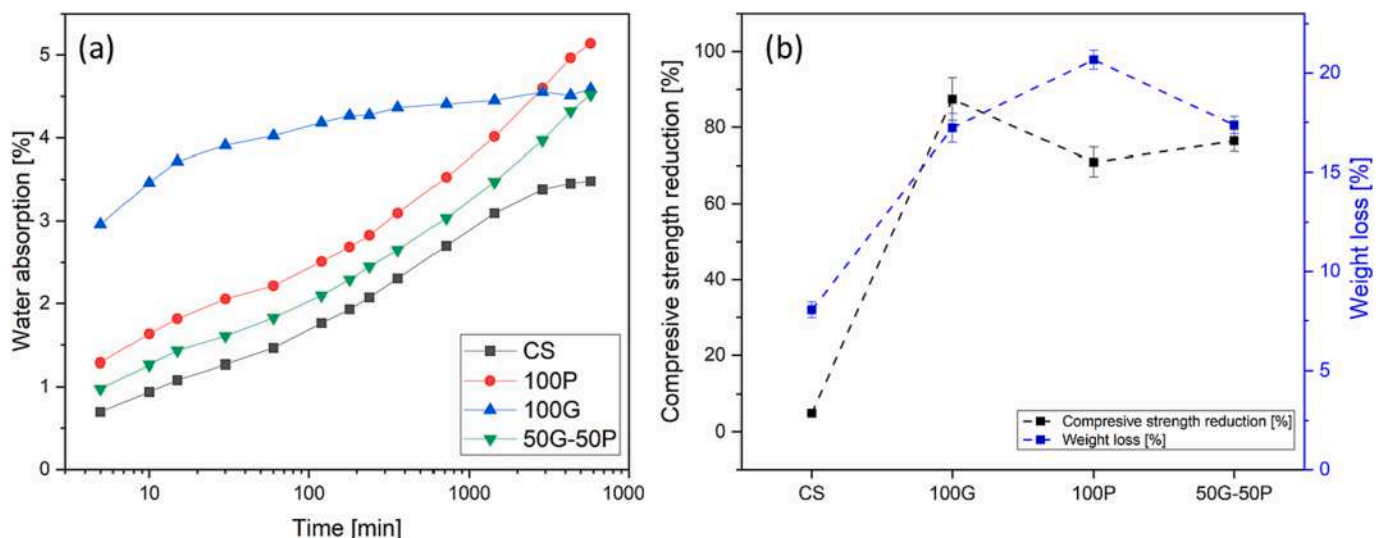 (a)
Water absorption [%]
5
4
3
2
1
0
10
100
1000
1000
Time [min]
CS
100P
100G
50G-50P
(b)
Compresive strength reduction [%]
100
80
60
40
20
0
CS
100G
100P
50G-50P
Compresive strength reduction [%]
Weight loss [%]
20
15
10
5
0
Weight loss [%]